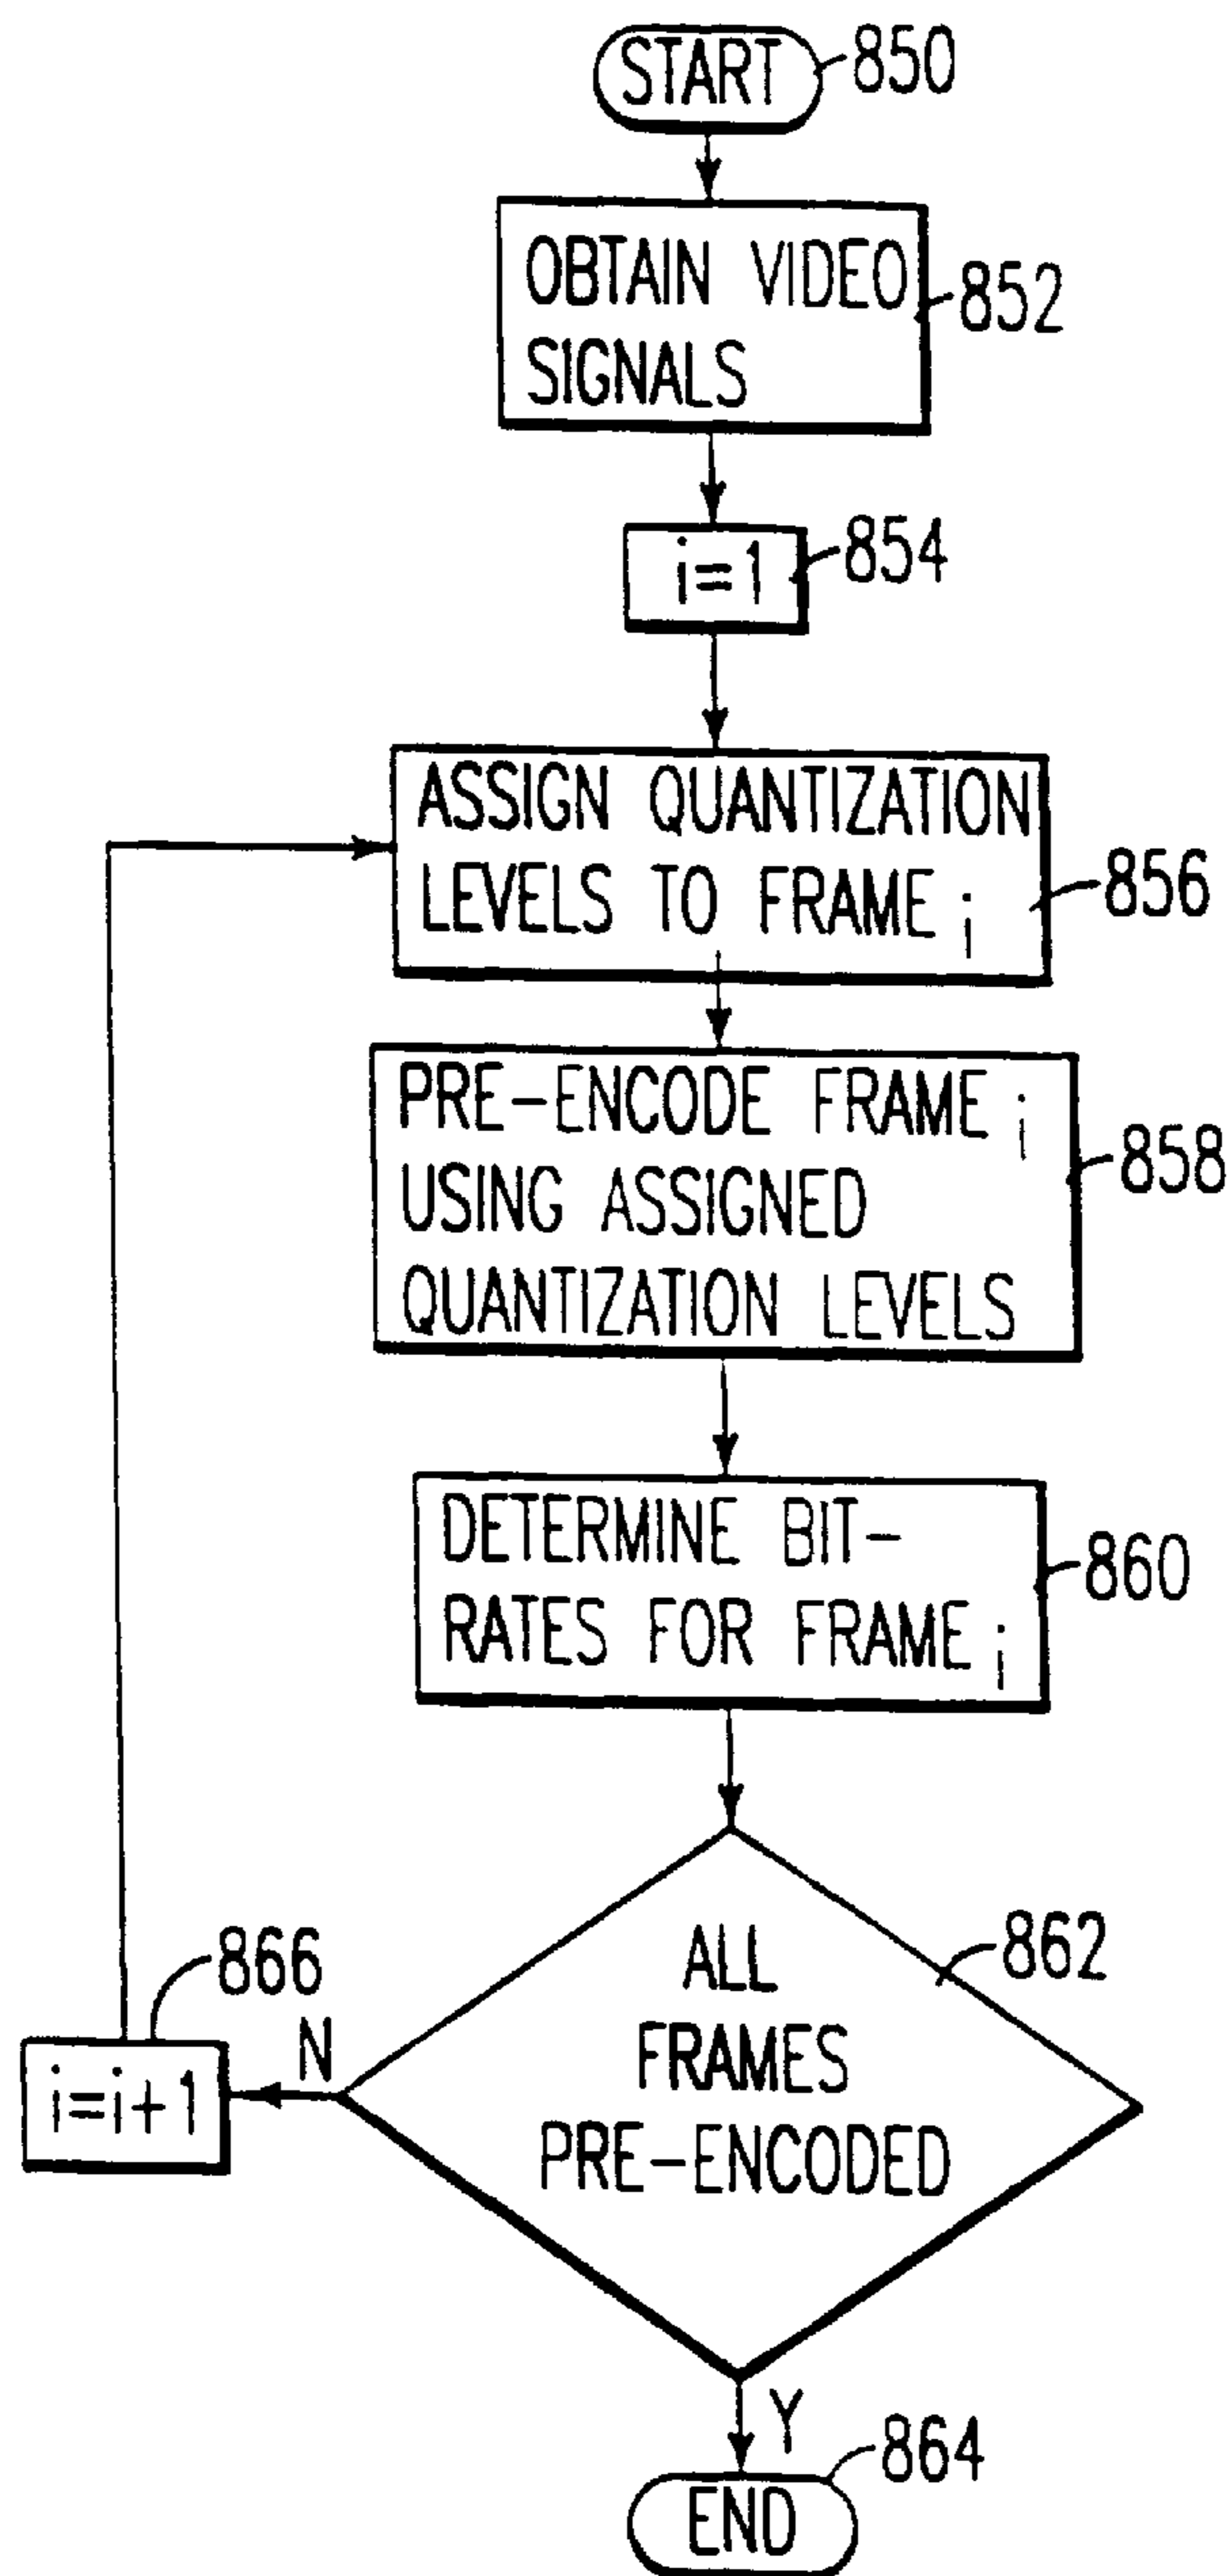 START
850
OBTAIN VIDEO
SIGNALS
852
i=1
854
ASSIGN QUANTIZATION
LEVELS TO FRAME i
856
PRE-ENCODE FRAME i
USING ASSIGNED
QUANTIZATION LEVELS
858
DETERMINE BIT-
RATES FOR FRAME i
860
ALL
FRAMES
PRE-ENCODED
862
866
N
i=i+1
Y
864
END